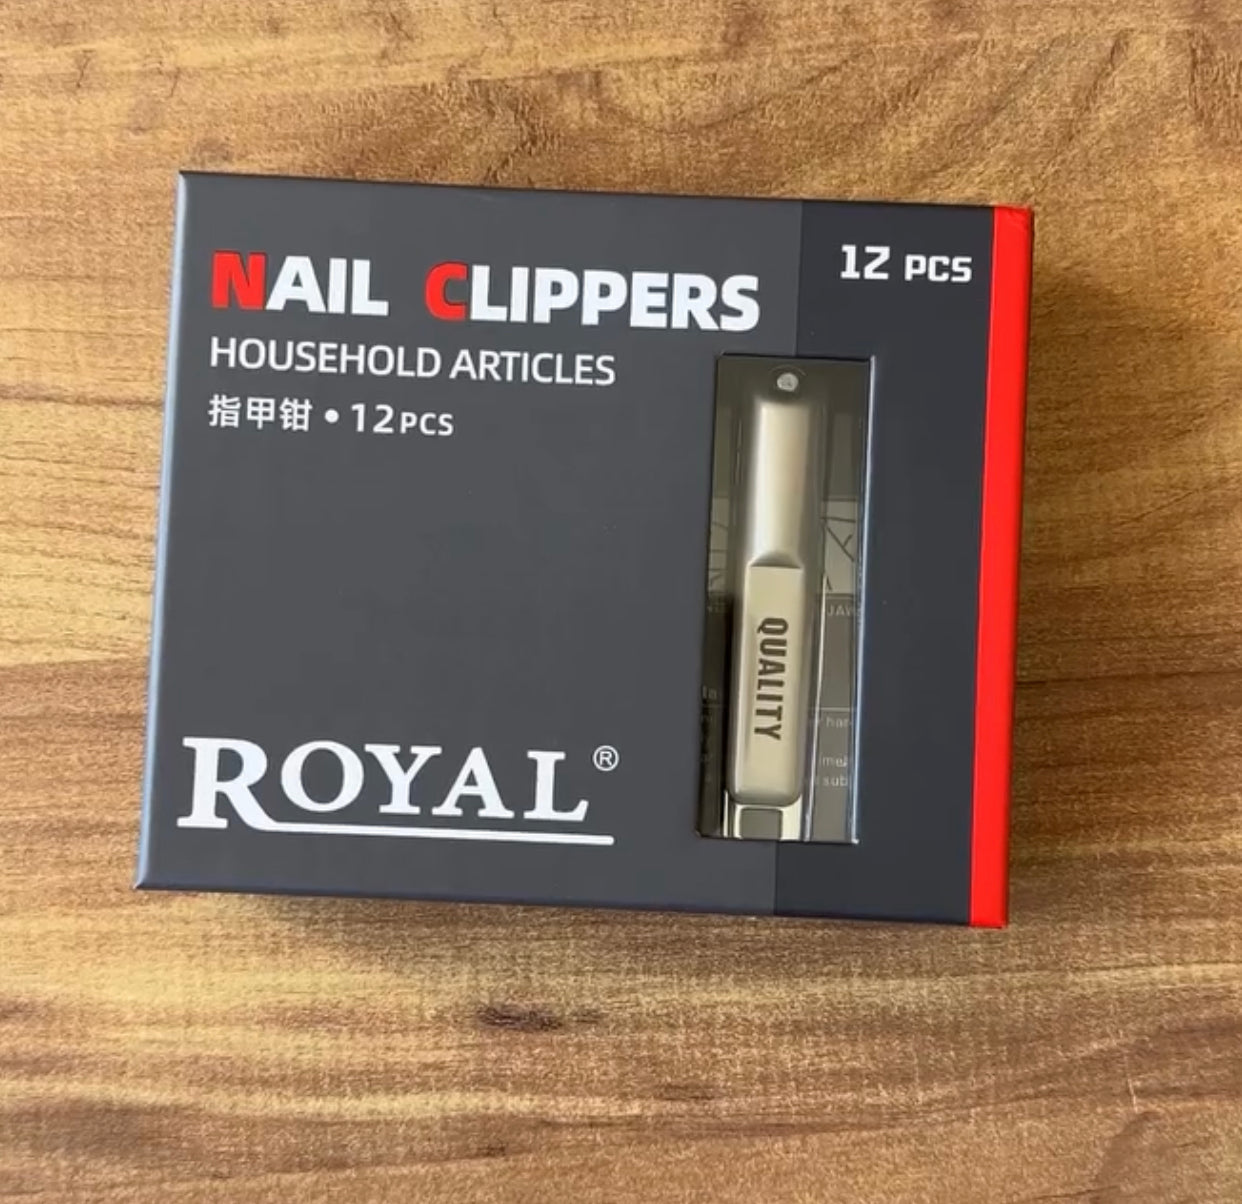 NAIL CLIPPERS
12 PCS
HOUSEHOLD ARTICLES
指甲钳 • 12PCS
QUALITY
ROYAL®